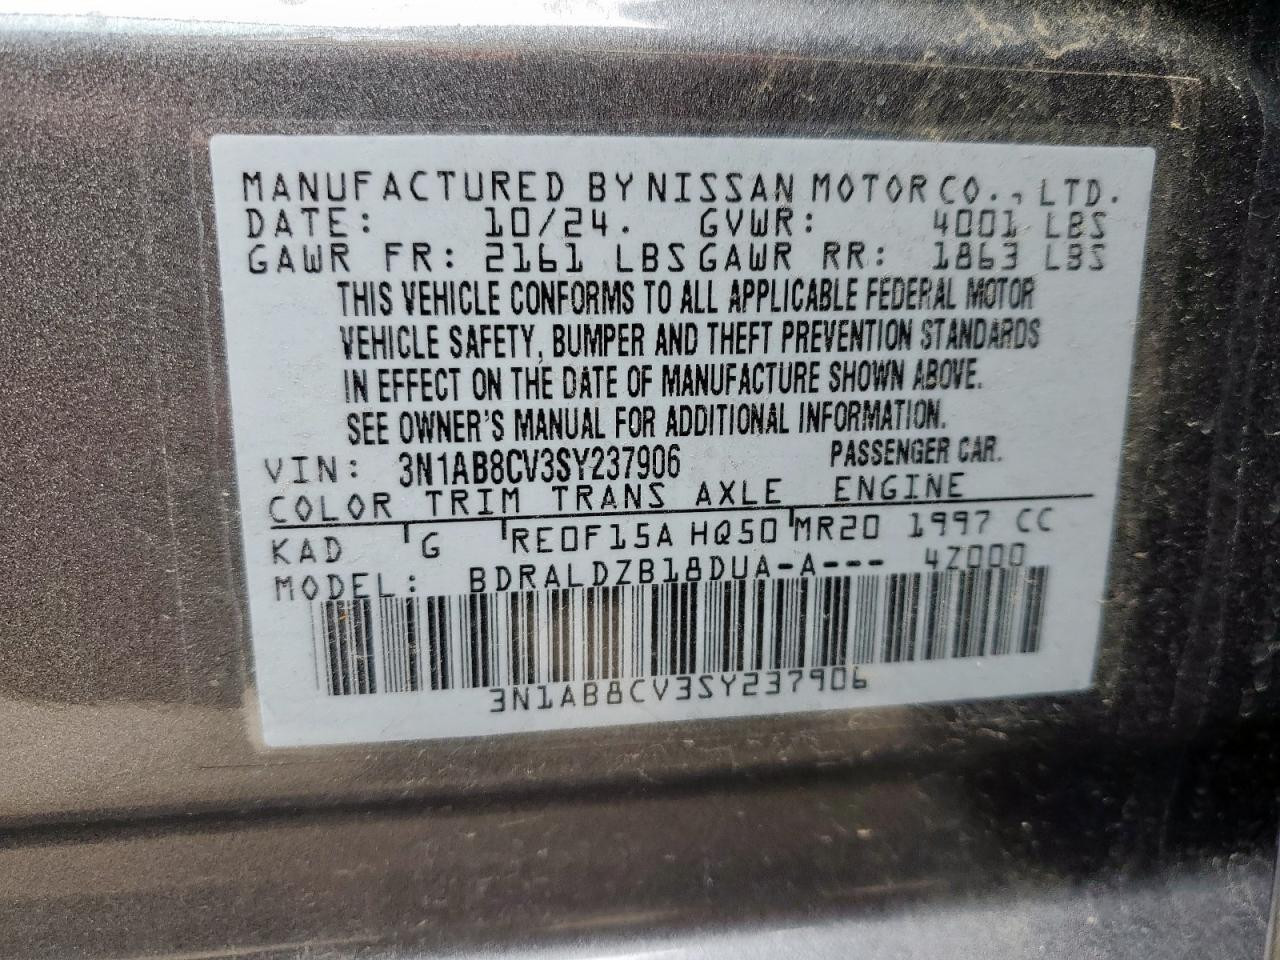 MANUFACTURED BY NISSAN MOTOR CO., LTD.
DATE: 10/24. GVWR: 4001 LBS
GAWR FR: 2161 LBS GAWR RR: 1863 LBS
THIS VEHICLE CONFORMS TO ALL APPLICABLE FEDERAL MOTOR
VEHICLE SAFETY, BUMPER AND THEFT PREVENTION STANDARDS
IN EFFECT ON THE DATE OF MANUFACTURE SHOWN ABOVE.
SEE OWNER'S MANUAL FOR ADDITIONAL INFORMATION.
VIN: 3N1AB8CV3SY237906 PASSENGER CAR.
COLOR TRIM TRANS AXLE ENGINE
KAD G RE0F15A HQ50 MR20 1997 CC
MODEL: BDRALDZB18DUA-A--- 4Z000
3N1AB8CV3SY237906